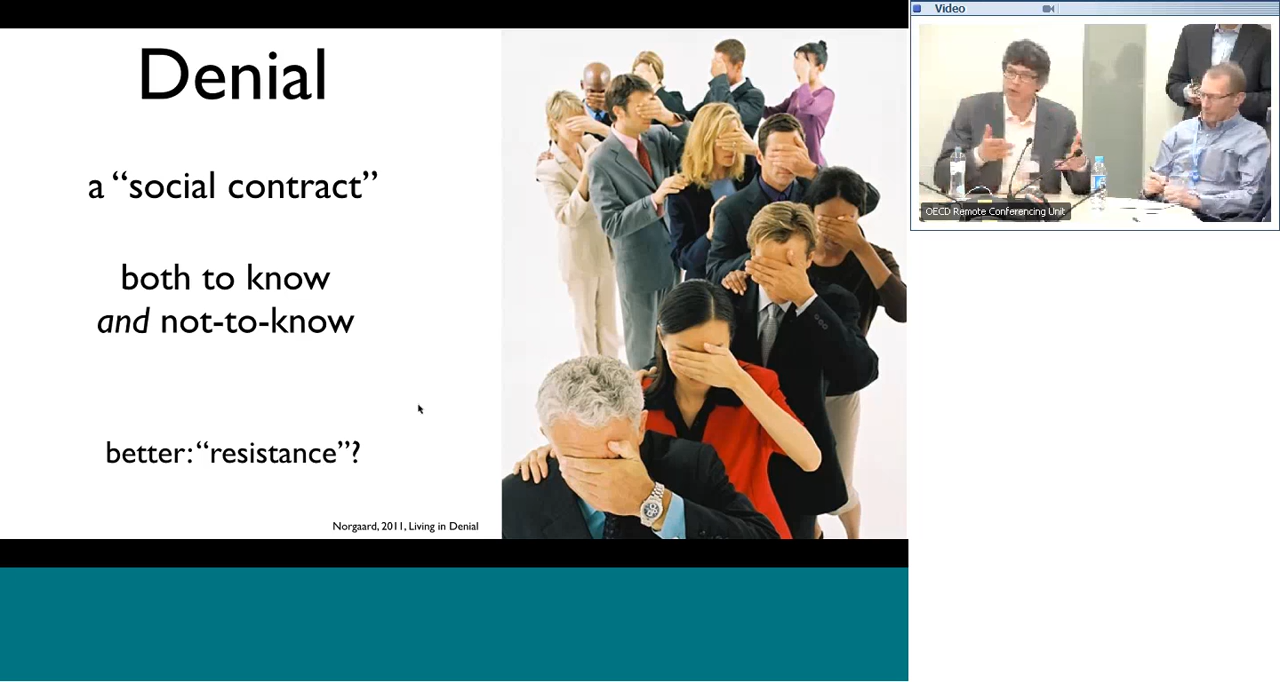 Denial
a “social contract”
both to know
and not-to-know
better: “resistance”?
Norgaard, 2011, Living in Denial
Video
OECD Remote Conferencing Unit